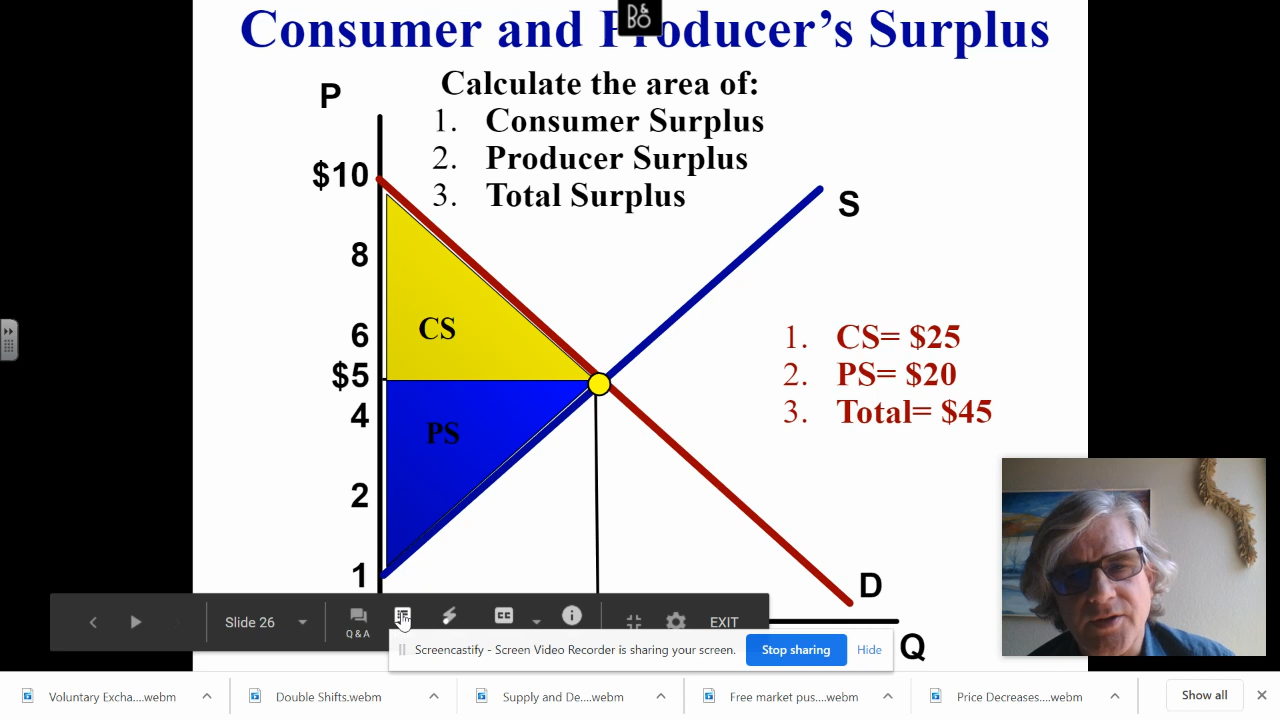 Consumer and Producer's Surplus
B&O
Calculate the area of:
1. Consumer Surplus
2. Producer Surplus
3. Total Surplus
P
$10
8
6
$5
4
2
1
CS
PS
S
D
Q
1. CS= $25
2. PS= $20
3. Total= $45
Slide 26
Q & A
CC
EXIT
Screencastify - Screen Video Recorder is sharing your screen.
Stop sharing
Hide
Voluntary Excha....webm
Double Shifts.webm
Supply and De....webm
Free market pus....webm
Price Decreases....webm
Show all